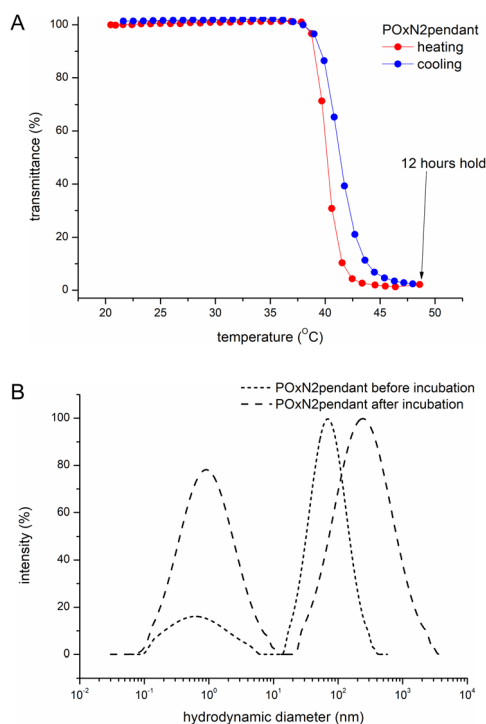 A
POxN2pendant
heating
cooling
12 hours hold
100
80
60
40
20
0
transmittance (%)
20 25 30 35 40 45 50
temperature (°C)
B
POxN2pendant before incubation
POxN2pendant after incubation
100
80
60
40
20
0
intensity (%)
10⁻² 10⁻¹ 10⁰ 10¹ 10² 10³ 10⁴
hydrodynamic diameter (nm)